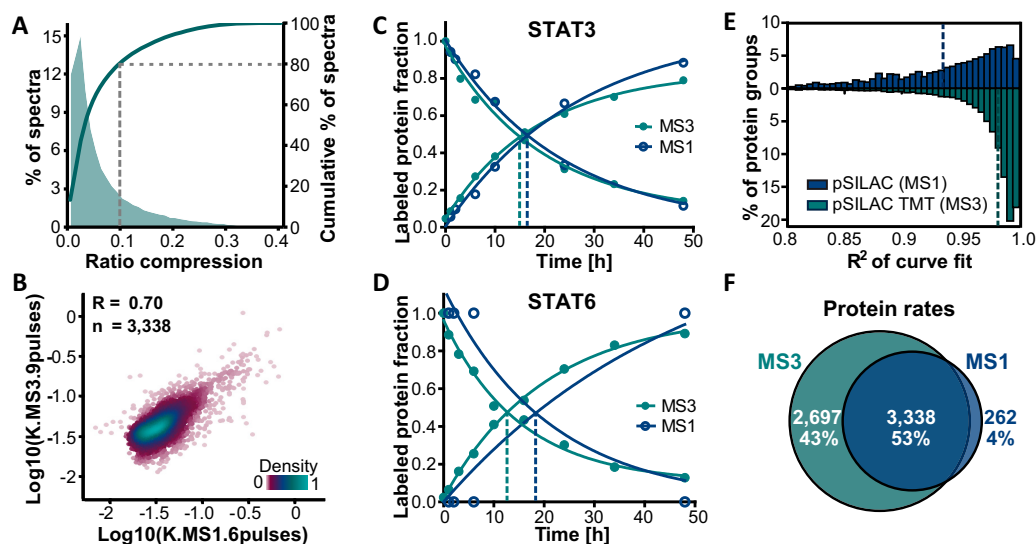 A
% of spectra
15
12
9
6
3
0
100
80
60
40
20
0
Cumulative % of spectra
0.0 0.1 0.2 0.3 0.4
Ratio compression
B
R = 0.70
n = 3,338
Log10(K.MS3.9pulses)
0
-0.5
-1.0
-1.5
−2
Density
0 1
-2 -1.5 -1.0 -0.5 0
Log10(K.MS1.6pulses)
C
STAT3
Labeled protein fraction
1.0
0.8
0.6
0.4
0.2
0.0
MS3
MS1
0 10 20 30 40 50
Time [h]
D
STAT6
Labeled protein fraction
1.0
0.8
0.6
0.4
0.2
0.0
MS3
MS1
0 10 20 30 40 50
Time [h]
E
% of protein groups
10
5
0
5
10
15
20
pSILAC (MS1)
pSILAC TMT (MS3)
0.8 0.85 0.9 0.95 1.0
R² of curve fit
F
Protein rates
MS3
MS1
2,697
43%
3,338
53%
262
4%